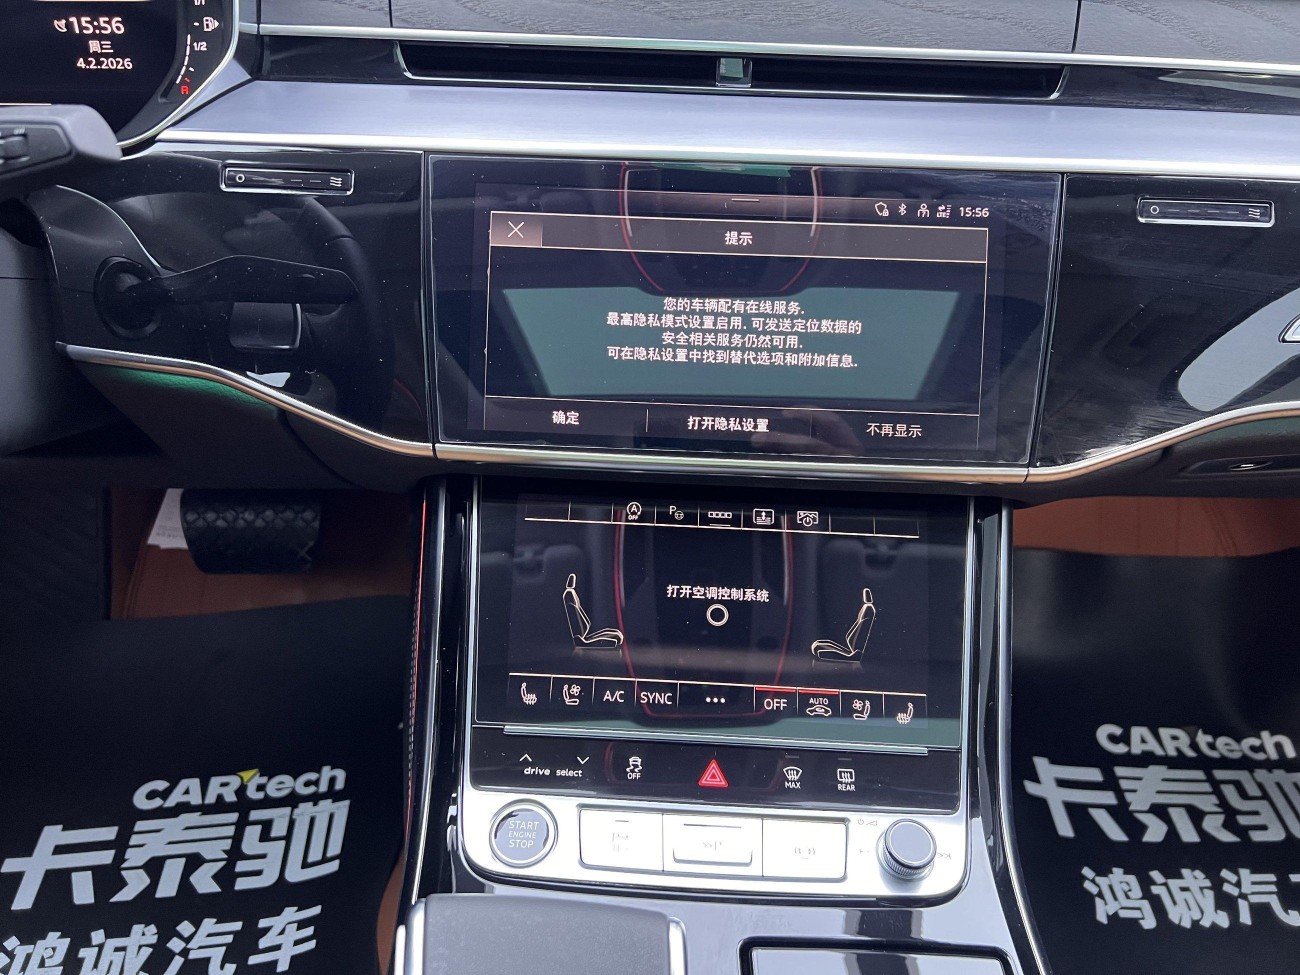 15:56
周三
4.2.2026
1/1
1/2
R
15:56
提示
您的车辆配有在线服务.
最高隐私模式设置启用. 可发送定位数据的
安全相关服务仍然可用.
可在隐私设置中找到替代选项和附加信息.
确定
打开隐私设置
不再显示
A
OFF
P
打开空调控制系统
A/C
SYNC
OFF
AUTO
drive select
OFF
MAX
REAR
START
ENGINE
STOP
CARtech
卡泰驰
鸿诚汽车
CARtech
卡泰驰
鸿诚汽